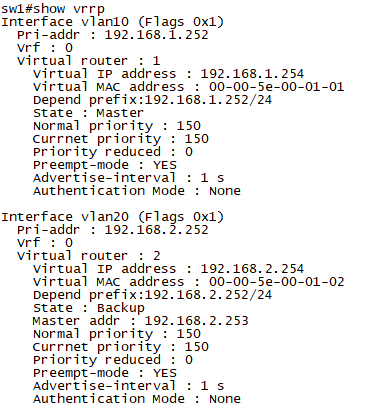 sw1#show vrrp
Interface vlan10 (Flags 0x1)
Pri-addr : 192.168.1.252
Vrf : 0
Virtual router : 1
Virtual IP address : 192.168.1.254
Virtual MAC address : 00-00-5e-00-01-01
Depend prefix:192.168.1.252/24
State : Master
Normal priority : 150
Currnet priority : 150
Priority reduced : 0
Preempt-mode : YES
Advertise-interval : 1 s
Authentication Mode : None
Interface vlan20 (Flags 0x1)
Pri-addr : 192.168.2.252
Vrf : 0
Virtual router : 2
Virtual IP address : 192.168.2.254
Virtual MAC address : 00-00-5e-00-01-02
Depend prefix:192.168.2.252/24
State : Backup
Master addr : 192.168.2.253
Normal priority : 150
Currnet priority : 150
Priority reduced : 0
Preempt-mode : YES
Advertise-interval : 1 s
Authentication Mode : None